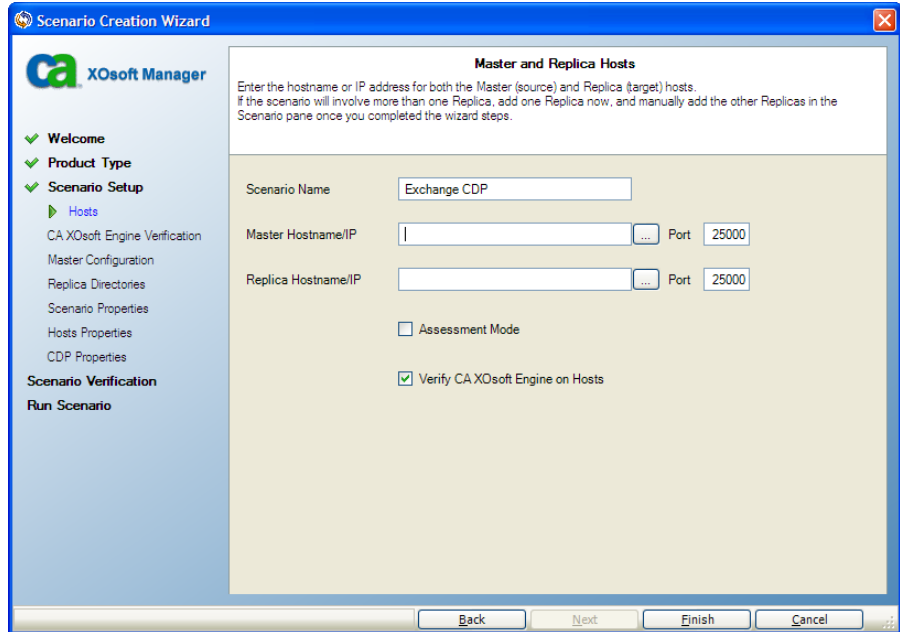 Scenario Creation Wizard
ca XOsoft Manager
Welcome
Product Type
Scenario Setup
Hosts
CA XOsoft Engine Verification
Master Configuration
Replica Directories
Scenario Properties
Hosts Properties
CDP Properties
Scenario Verification
Run Scenario
Master and Replica Hosts
Enter the hostname or IP address for both the Master (source) and Replica (target) hosts.
If the scenario will involve more than one Replica, add one Replica now, and manually add the other Replicas in the
Scenario pane once you completed the wizard steps.
Scenario Name Exchange CDP
Master Hostname/IP ... Port 25000
Replica Hostname/IP ... Port 25000
Assessment Mode
Verify CA XOsoft Engine on Hosts
Back Next Finish Cancel